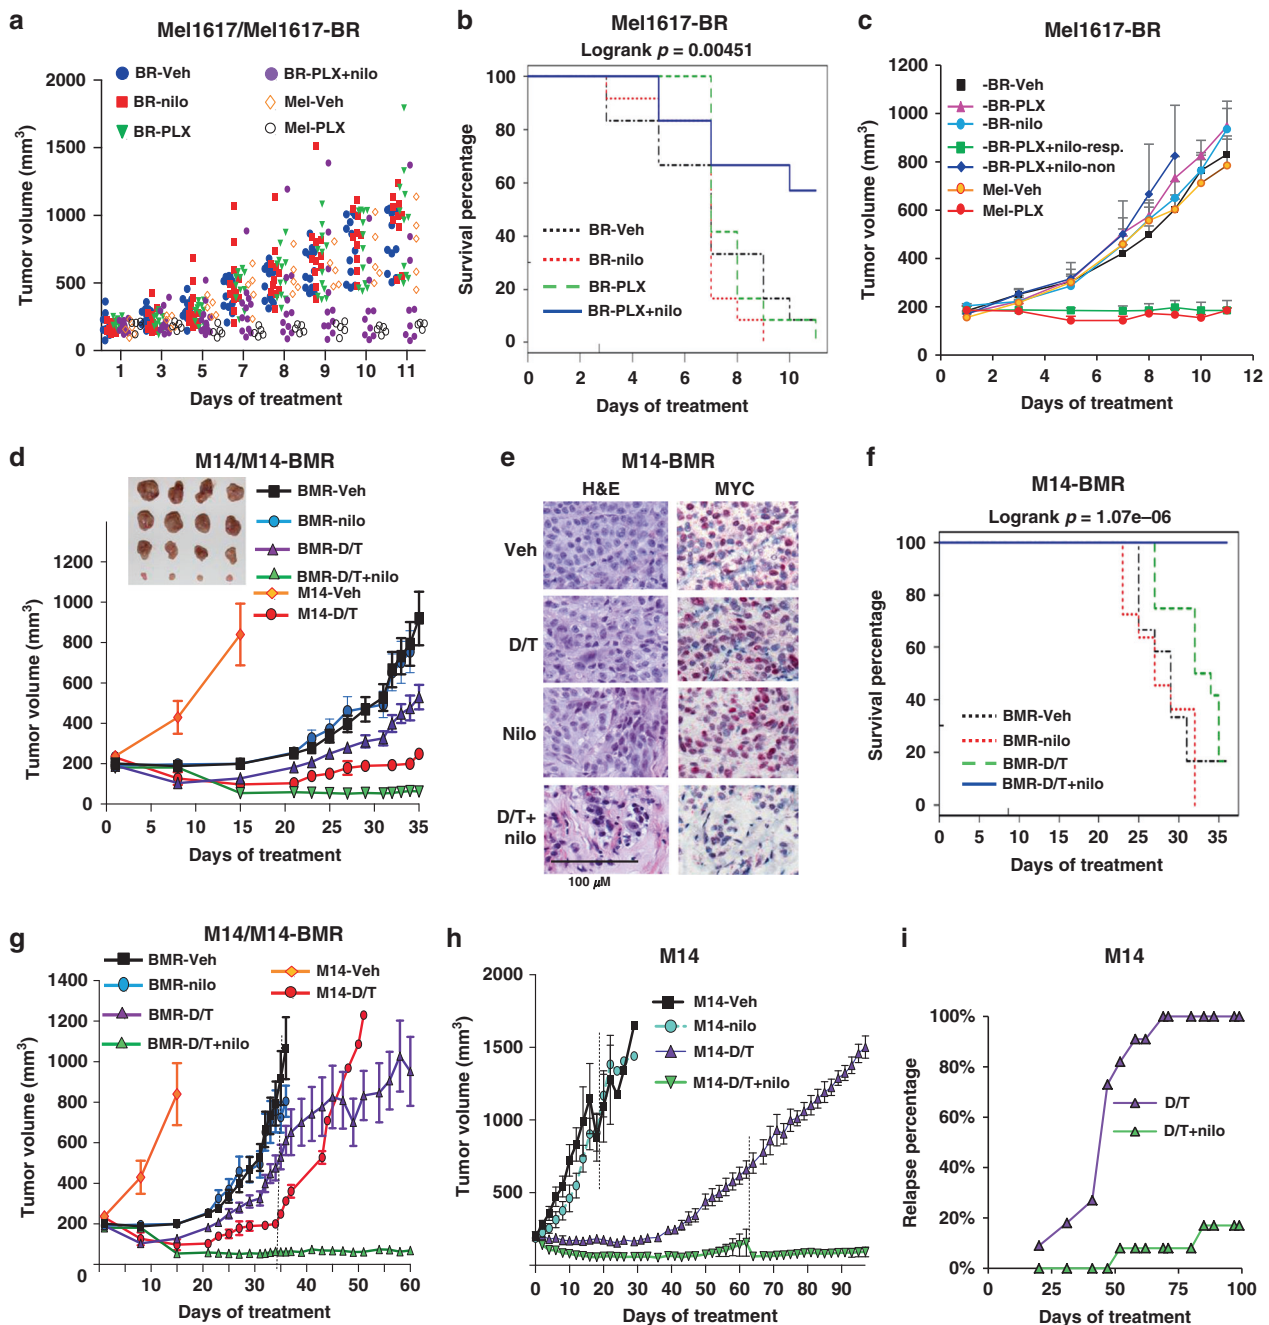 a
Mel1617/Mel1617-BR
BR-Veh
BR-nilo
BR-PLX
BR-PLX+nilo
Mel-Veh
Mel-PLX
Tumor volume (mm³)
2000
1500
1000
500
0
1 3 5 7 8 9 10 11
Days of treatment
b
Mel1617-BR
Logrank p = 0.00451
Survival percentage
100
80
60
40
20
0
BR-Veh
BR-nilo
BR-PLX
BR-PLX+nilo
0 2 4 6 8 10
Days of treatment
c
Mel1617-BR
Tumor volume (mm³)
1200
1000
800
600
400
200
0
-BR-Veh
-BR-PLX
-BR-nilo
-BR-PLX+nilo-resp.
-BR-PLX+nilo-non
Mel-Veh
Mel-PLX
0 2 4 6 8 10 12
Days of treatment
d
M14/M14-BMR
BMR-Veh
BMR-nilo
BMR-D/T
BMR-D/T+nilo
M14-Veh
M14-D/T
Tumor volume (mm³)
1200
1000
800
600
400
200
0
0 5 10 15 20 25 30 35
Days of treatment
e
M14-BMR
H&E MYC
Veh
D/T
Nilo
D/T+
nilo
100 µM
f
M14-BMR
Logrank p = 1.07e–06
Survival percentage
100
80
60
40
20
0
BMR-Veh
BMR-nilo
BMR-D/T
BMR-D/T+nilo
0 5 10 15 20 25 30 35
Days of treatment
g
M14/M14-BMR
BMR-Veh
BMR-nilo
BMR-D/T
BMR-D/T+nilo
M14-Veh
M14-D/T
Tumor volume (mm³)
1400
1200
1000
800
600
400
200
0
0 10 20 30 40 50 60
Days of treatment
h
M14
M14-Veh
M14-nilo
M14-D/T
M14-D/T+nilo
Tumor volume (mm³)
2000
1500
1000
500
0 10 20 30 40 50 60 70 80 90
Days of treatment
i
M14
Relapse percentage
100%
80%
60%
40%
20%
0%
D/T
D/T+nilo
0 25 50 75 100
Days of treatment